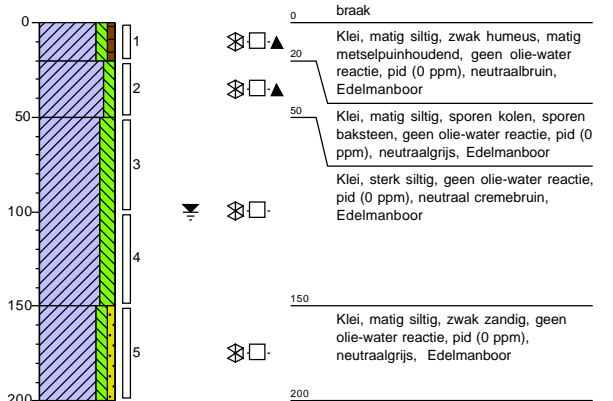 0
50
100
150
200
1
2
3
4
5
0
braak
Klei, matig siltig, zwak humeus, matig
metselpuinhoudend, geen olie-water
reactie, pid (0 ppm), neutraalbruin,
Edelmanboor
20
Klei, matig siltig, sporen kolen, sporen
baksteen, geen olie-water reactie, pid (0
ppm), neutraalgrijs, Edelmanboor
50
Klei, sterk siltig, geen olie-water reactie,
pid (0 ppm), neutraal cremebruin,
Edelmanboor
150
Klei, matig siltig, zwak zandig, geen
olie-water reactie, pid (0 ppm),
neutraalgrijs, Edelmanboor
200